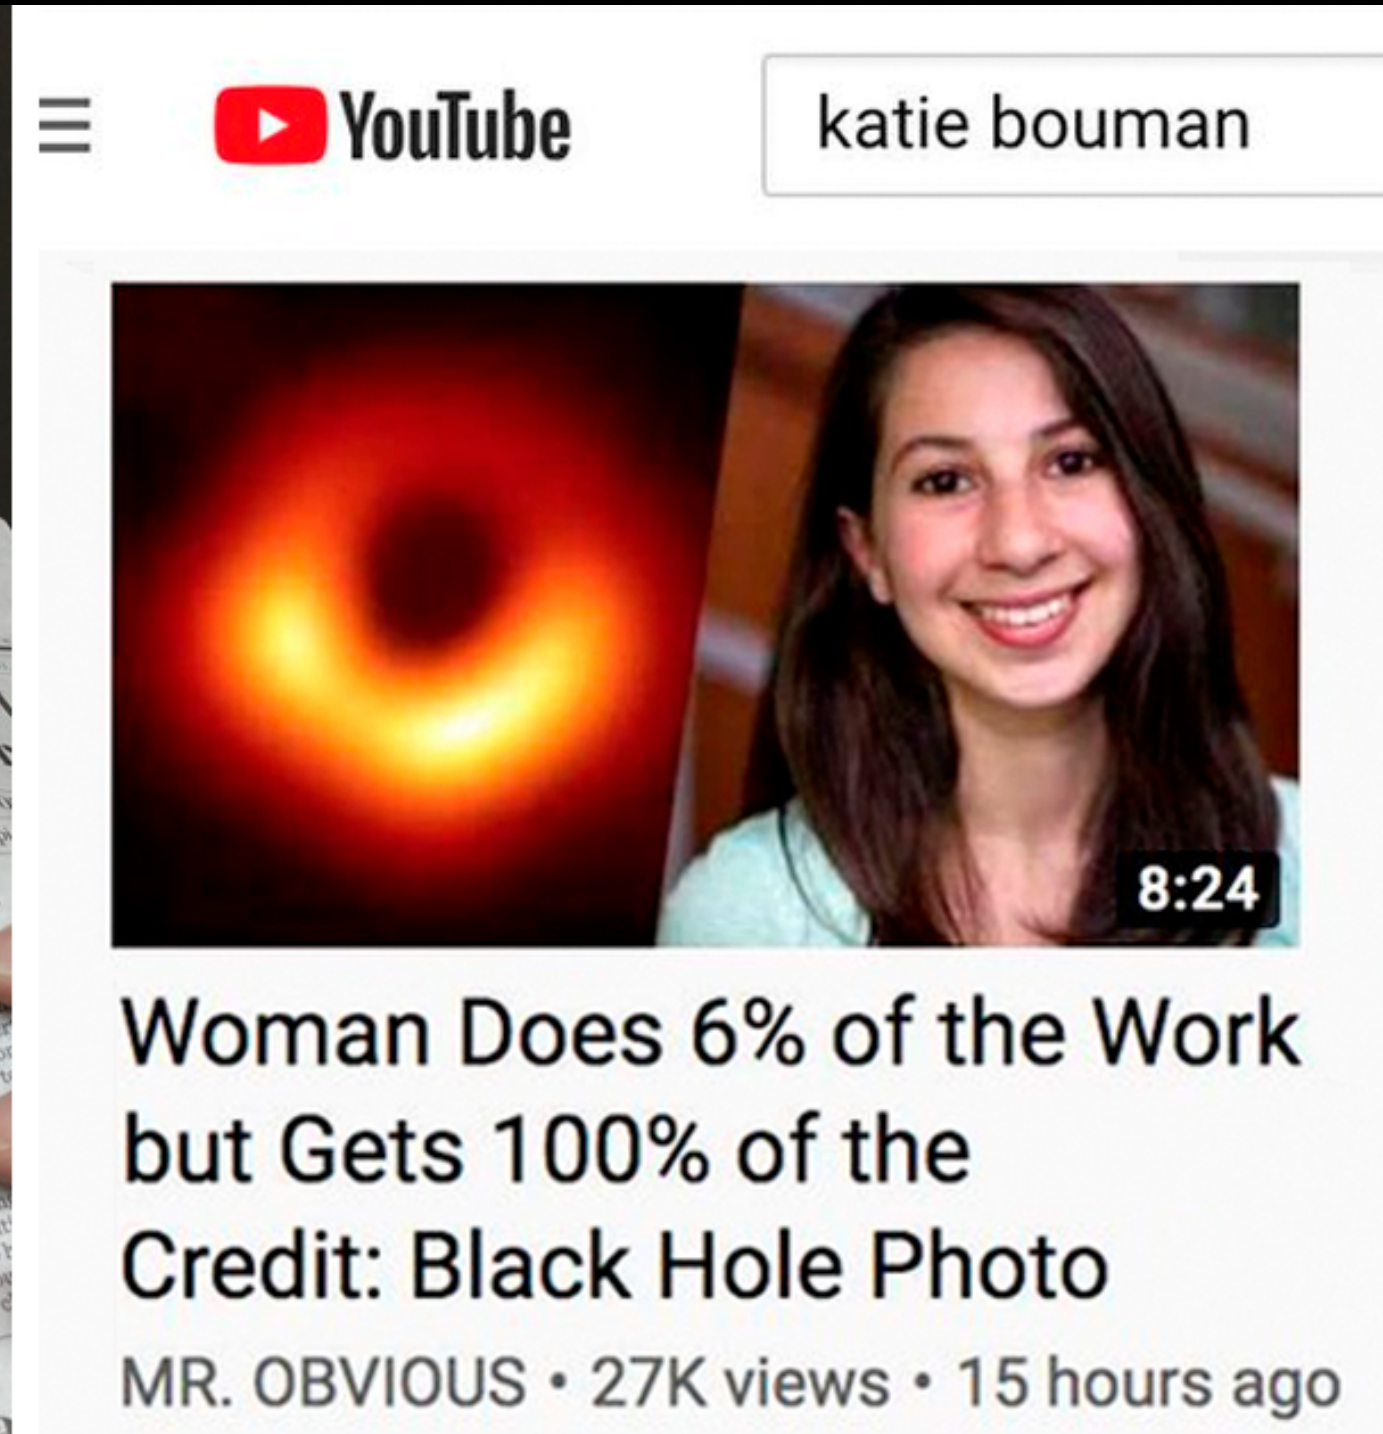 YouTube
katie bouman
8:24
Woman Does 6% of the Work
but Gets 100% of the
Credit: Black Hole Photo
MR. OBVIOUS • 27K views • 15 hours ago